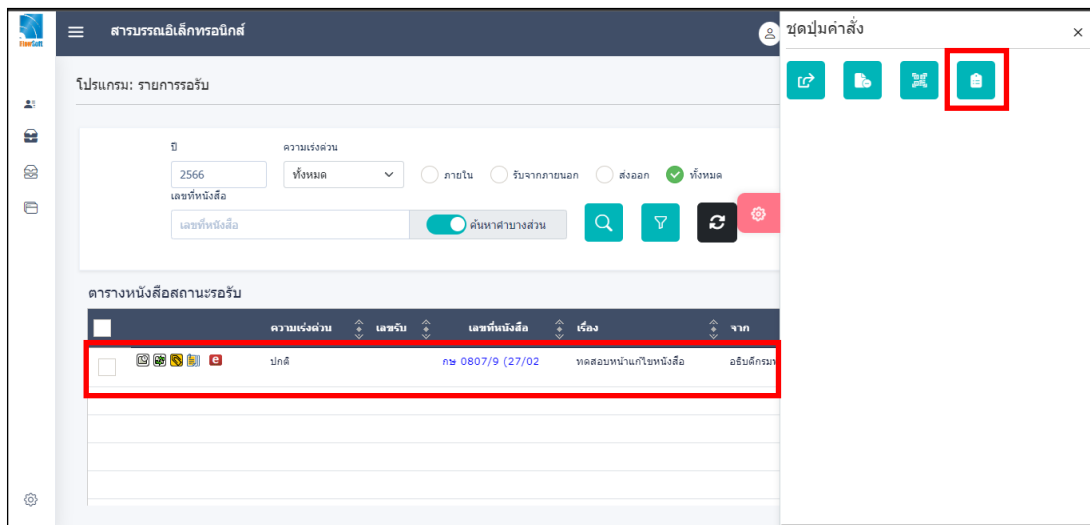 FlowSoft
สารบรรณอิเล็กทรอนิกส์
ชุดปุ่มคำสั่ง
โปรแกรม: รายการรอรับ
ปี
ความเร่งด่วน
2566
ทั้งหมด
ภายใน
รับจากภายนอก
ส่งออก
ทั้งหมด
เลขที่หนังสือ
เลขที่หนังสือ
ค้นหาคำบางส่วน
ตารางหนังสือสถานะรอรับ
ความเร่งด่วน เลขรับ เลขที่หนังสือ เรื่อง จาก
e ปกติ กษ 0807/9 (27/02 ทดสอบหน้าแก้ไขหนังสือ อธิบดีกรม